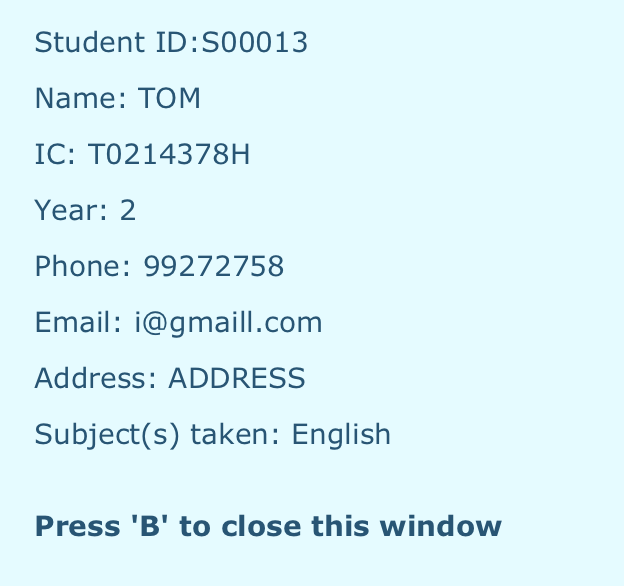 Student ID:S00013
Name: TOM
IC: T0214378H
Year: 2
Phone: 99272758
Email: i@gmaill.com
Address: ADDRESS
Subject(s) taken: English
Press 'B' to close this window